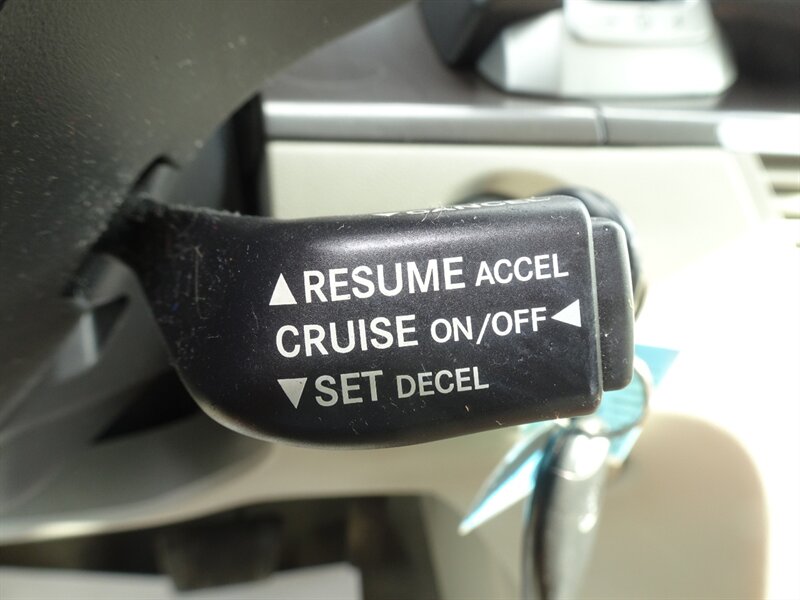 ▲RESUME ACCEL
CRUISE ON/OFF◀
▼SET DECEL